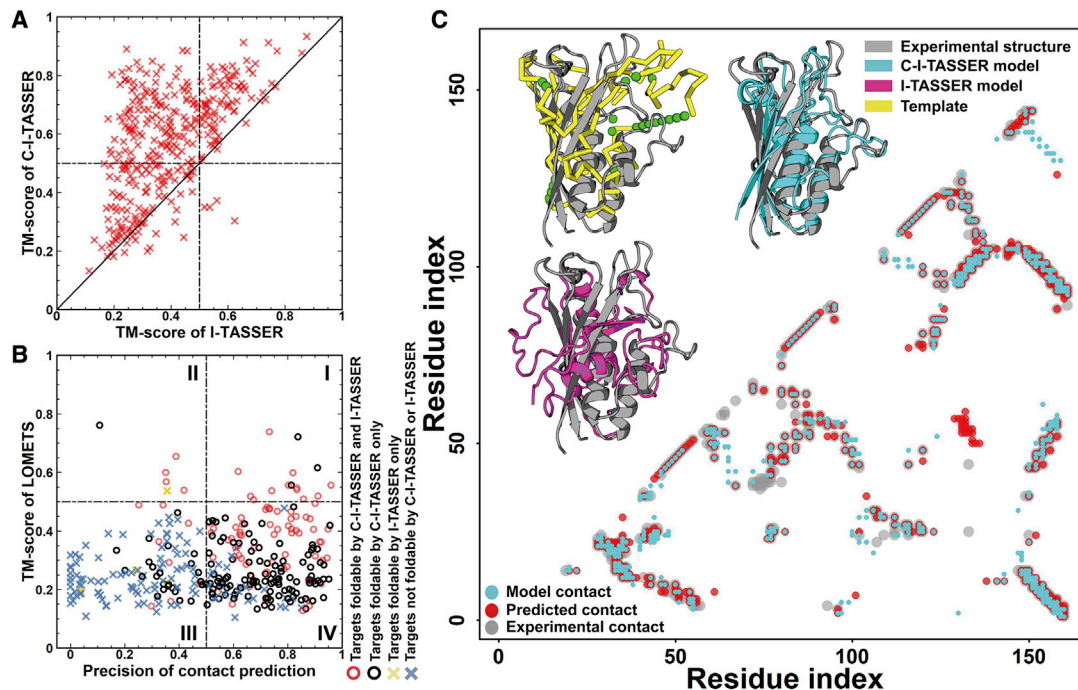 A
TM-score of C-I-TASSER
1
0.8
0.6
0.4
0.2
0
0 0.2 0.4 0.6 0.8 1
TM-score of I-TASSER
B
TM-score of LOMETS
1
0.8
0.6
0.4
0.2
0
II I
III IV
0 0.2 0.4 0.6 0.8 1
Precision of contact prediction
Targets foldable by C-I-TASSER and I-TASSER
Targets foldable by C-I-TASSER only
Targets foldable by I-TASSER only
Targets not foldable by C-I-TASSER or I-TASSER
C
Residue index
150
100
50
0
Experimental structure
C-I-TASSER model
I-TASSER model
Template
Model contact
Predicted contact
Experimental contact
0 50 100 150
Residue index